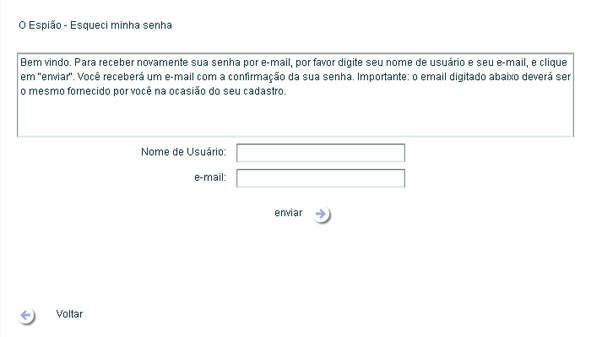 O Espião - Esqueci minha senha
Bem vindo. Para receber novamente sua senha por e-mail, por favor digite seu nome de usuário e seu e-mail, e clique
em "enviar". Você receberá um e-mail com a confirmação da sua senha. Importante: o email digitado abaixo deverá ser
o mesmo fornecido por você na ocasião do seu cadastro.
Nome de Usuário:
e-mail:
enviar
Voltar